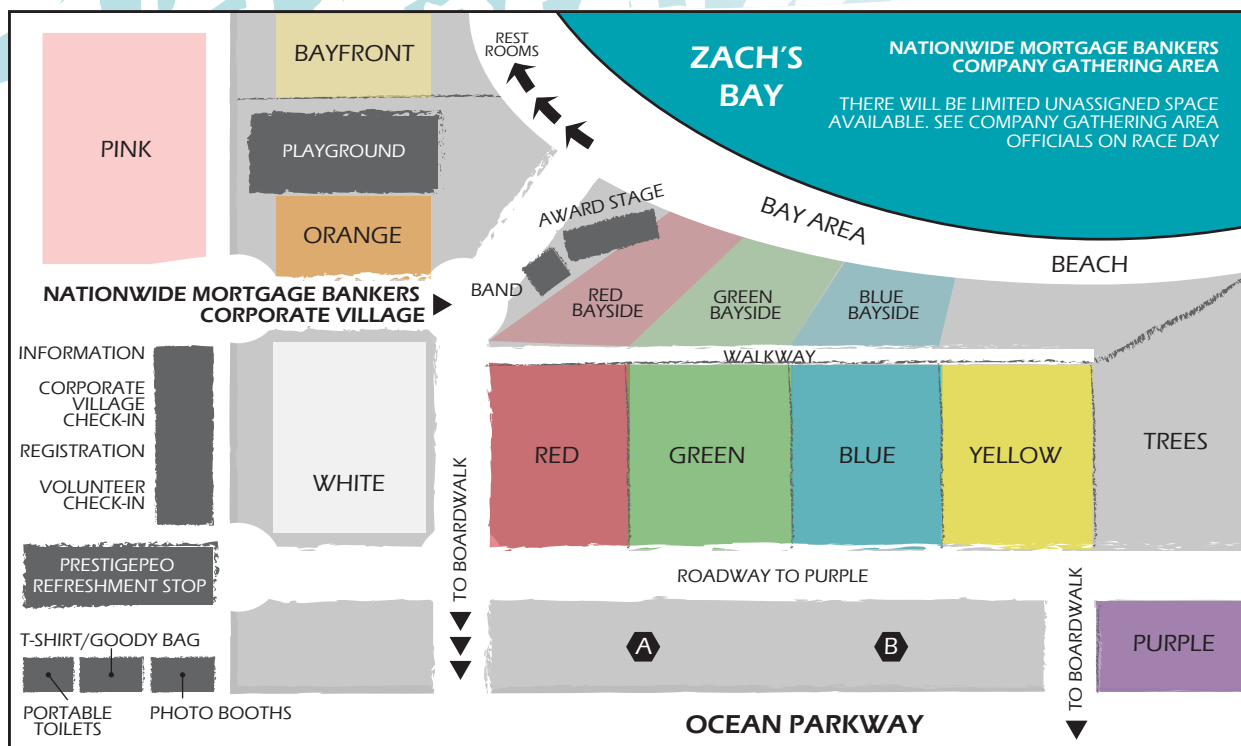 BAYFRONT
REST
ROOMS
ZACH'S
BAY
NATIONWIDE MORTGAGE BANKERS
COMPANY GATHERING AREA
THERE WILL BE LIMITED UNASSIGNED SPACE
AVAILABLE. SEE COMPANY GATHERING AREA
OFFICIALS ON RACE DAY
PINK
PLAYGROUND
ORANGE
AWARD STAGE
BAND
BAY AREA
BEACH
NATIONWIDE MORTGAGE BANKERS
CORPORATE VILLAGE
RED
BAYSIDE
GREEN
BAYSIDE
BLUE
BAYSIDE
WALKWAY
INFORMATION
CORPORATE
VILLAGE
CHECK-IN
REGISTRATION
VOLUNTEER
CHECK-IN
WHITE
TO BOARDWALK
RED
GREEN
BLUE
YELLOW
TREES
PRESTIGEPEO
REFRESHMENT STOP
ROADWAY TO PURPLE
T-SHIRT/GOODY BAG
PORTABLE
TOILETS
PHOTO BOOTHS
A
B
TO BOARDWALK
PURPLE
OCEAN PARKWAY